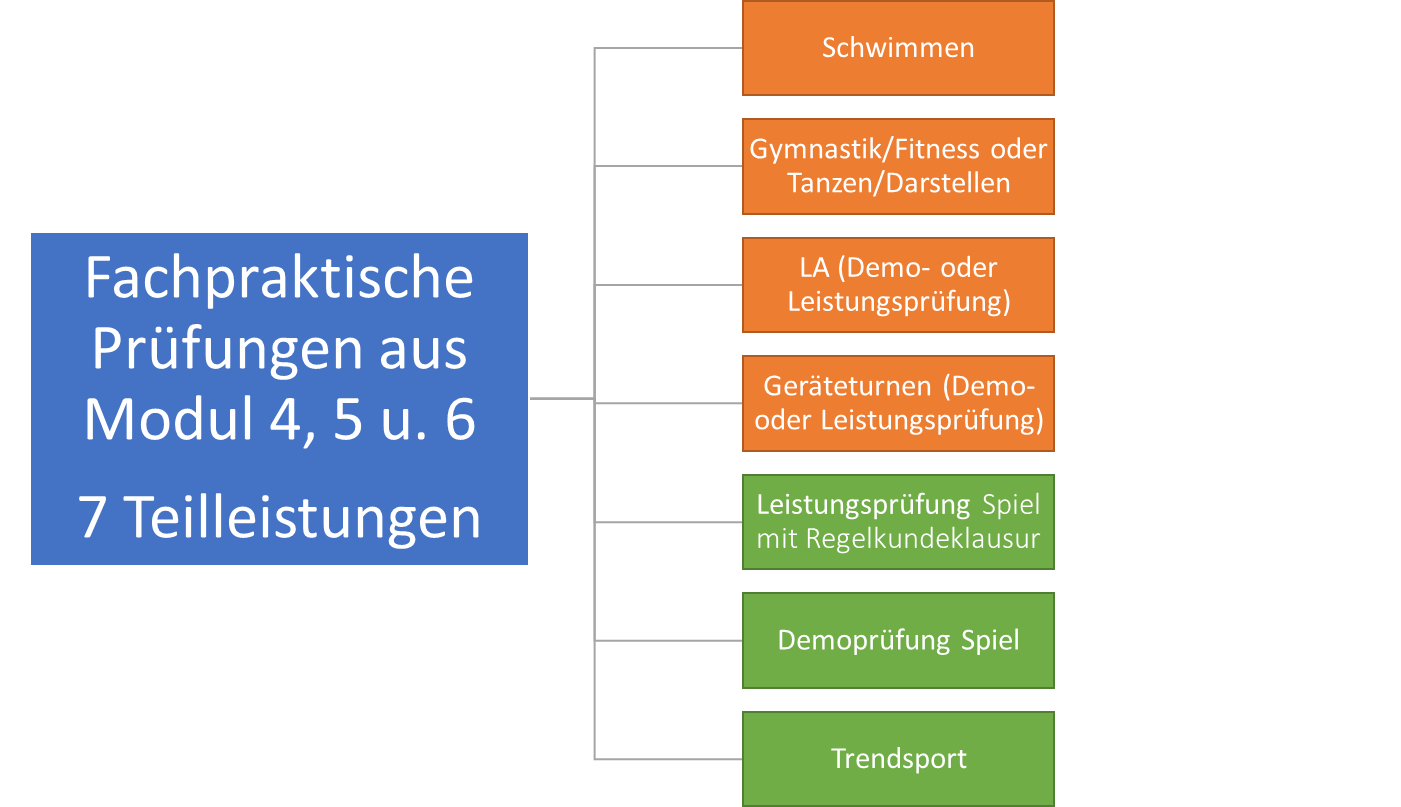 Fachpraktische
Prüfungen aus
Modul 4, 5 u. 6
7 Teilleistungen
Schwimmen
Gymnastik/Fitness oder
Tanzen/Darstellen
LA (Demo- oder
Leistungsprüfung)
Geräteturnen (Demo-
oder Leistungsprüfung)
Leistungsprüfung Spiel
mit Regelkundeklausur
Demoprüfung Spiel
Trendsport